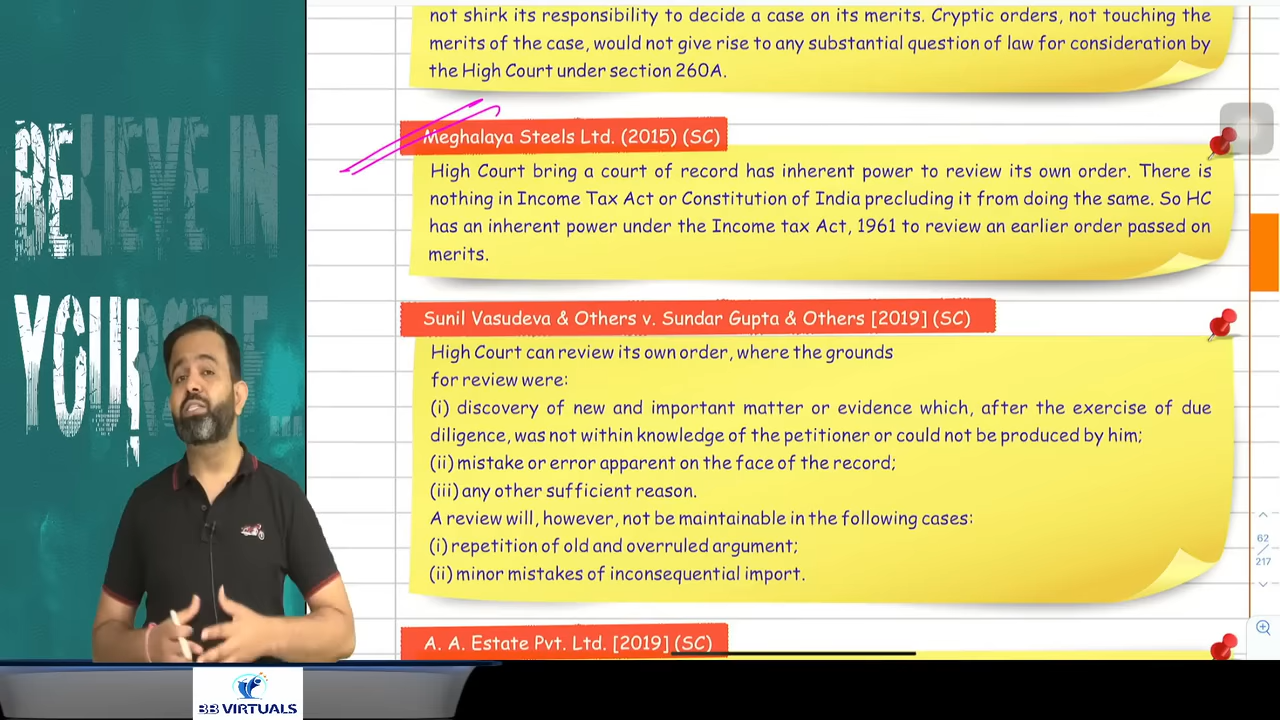 not shirk its responsibility to decide a case on its merits. Cryptic orders, not touching the
merits of the case, would not give rise to any substantial question of law for consideration by
the High Court under section 260A.
Meghalaya Steels Ltd. (2015) (SC)
High Court bring a court of record has inherent power to review its own order. There is
nothing in Income Tax Act or Constitution of India precluding it from doing the same. So HC
has an inherent power under the Income tax Act, 1961 to review an earlier order passed on
merits.
Sunil Vasudeva & Others v. Sundar Gupta & Others [2019] (SC)
High Court can review its own order, where the grounds
for review were:
(i) discovery of new and important matter or evidence which, after the exercise of due
diligence, was not within knowledge of the petitioner or could not be produced by him;
(ii) mistake or error apparent on the face of the record;
(iii) any other sufficient reason.
A review will, however, not be maintainable in the following cases:
(i) repetition of old and overruled argument;
(ii) minor mistakes of inconsequential import.
A. A. Estate Pvt. Ltd. [2019] (SC)
BELIEVE IN
62
217
BB VIRTUALS